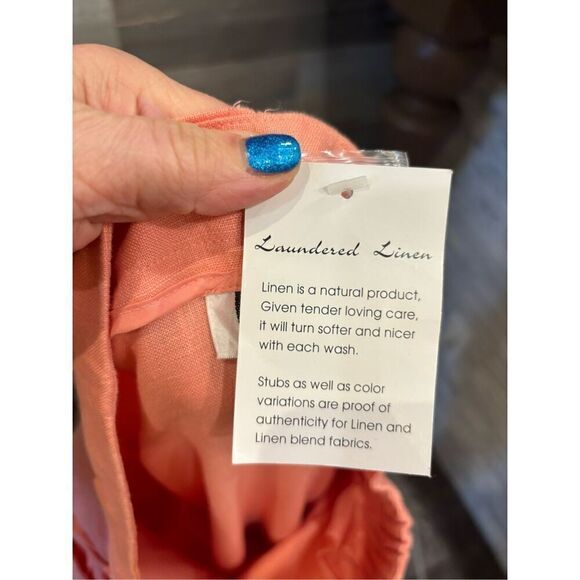 Laundered Linen
Linen is a natural product,
Given tender loving care,
it will turn softer and nicer
with each wash.
Stubs as well as color
variations are proof of
authenticity for Linen and
Linen blend fabrics.